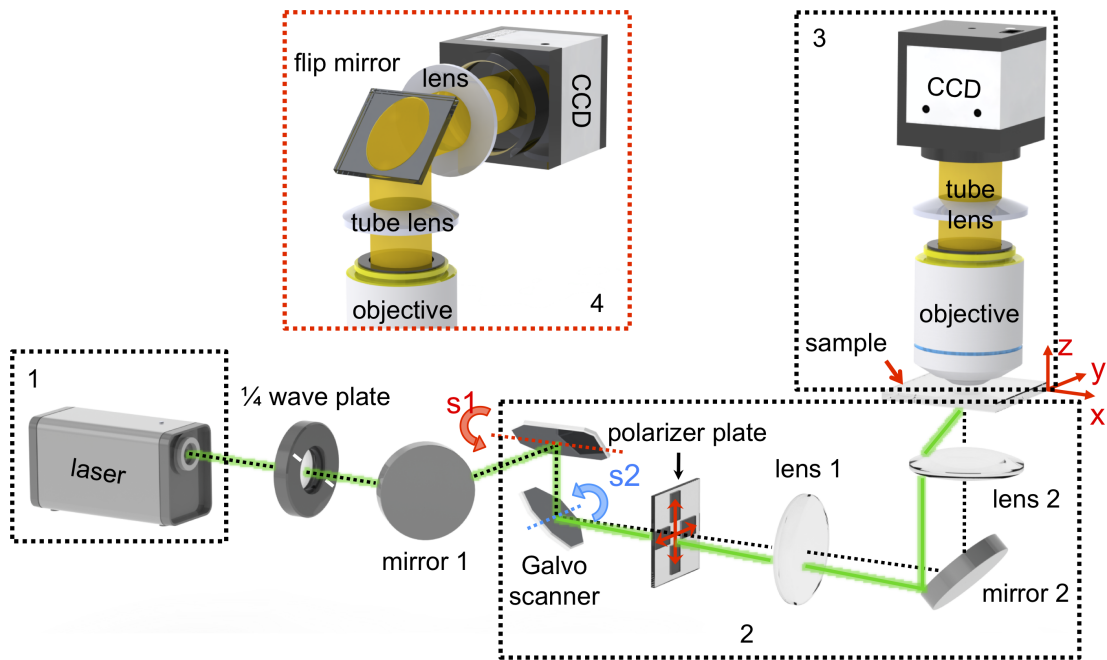 flip mirror
lens
CCD
tube lens
objective
4
3
CCD
tube
lens
objective
sample
z
y
x
1
laser
¼ wave plate
mirror 1
s1
s2
Galvo
scanner
polarizer plate
lens 1
lens 2
mirror 2
2